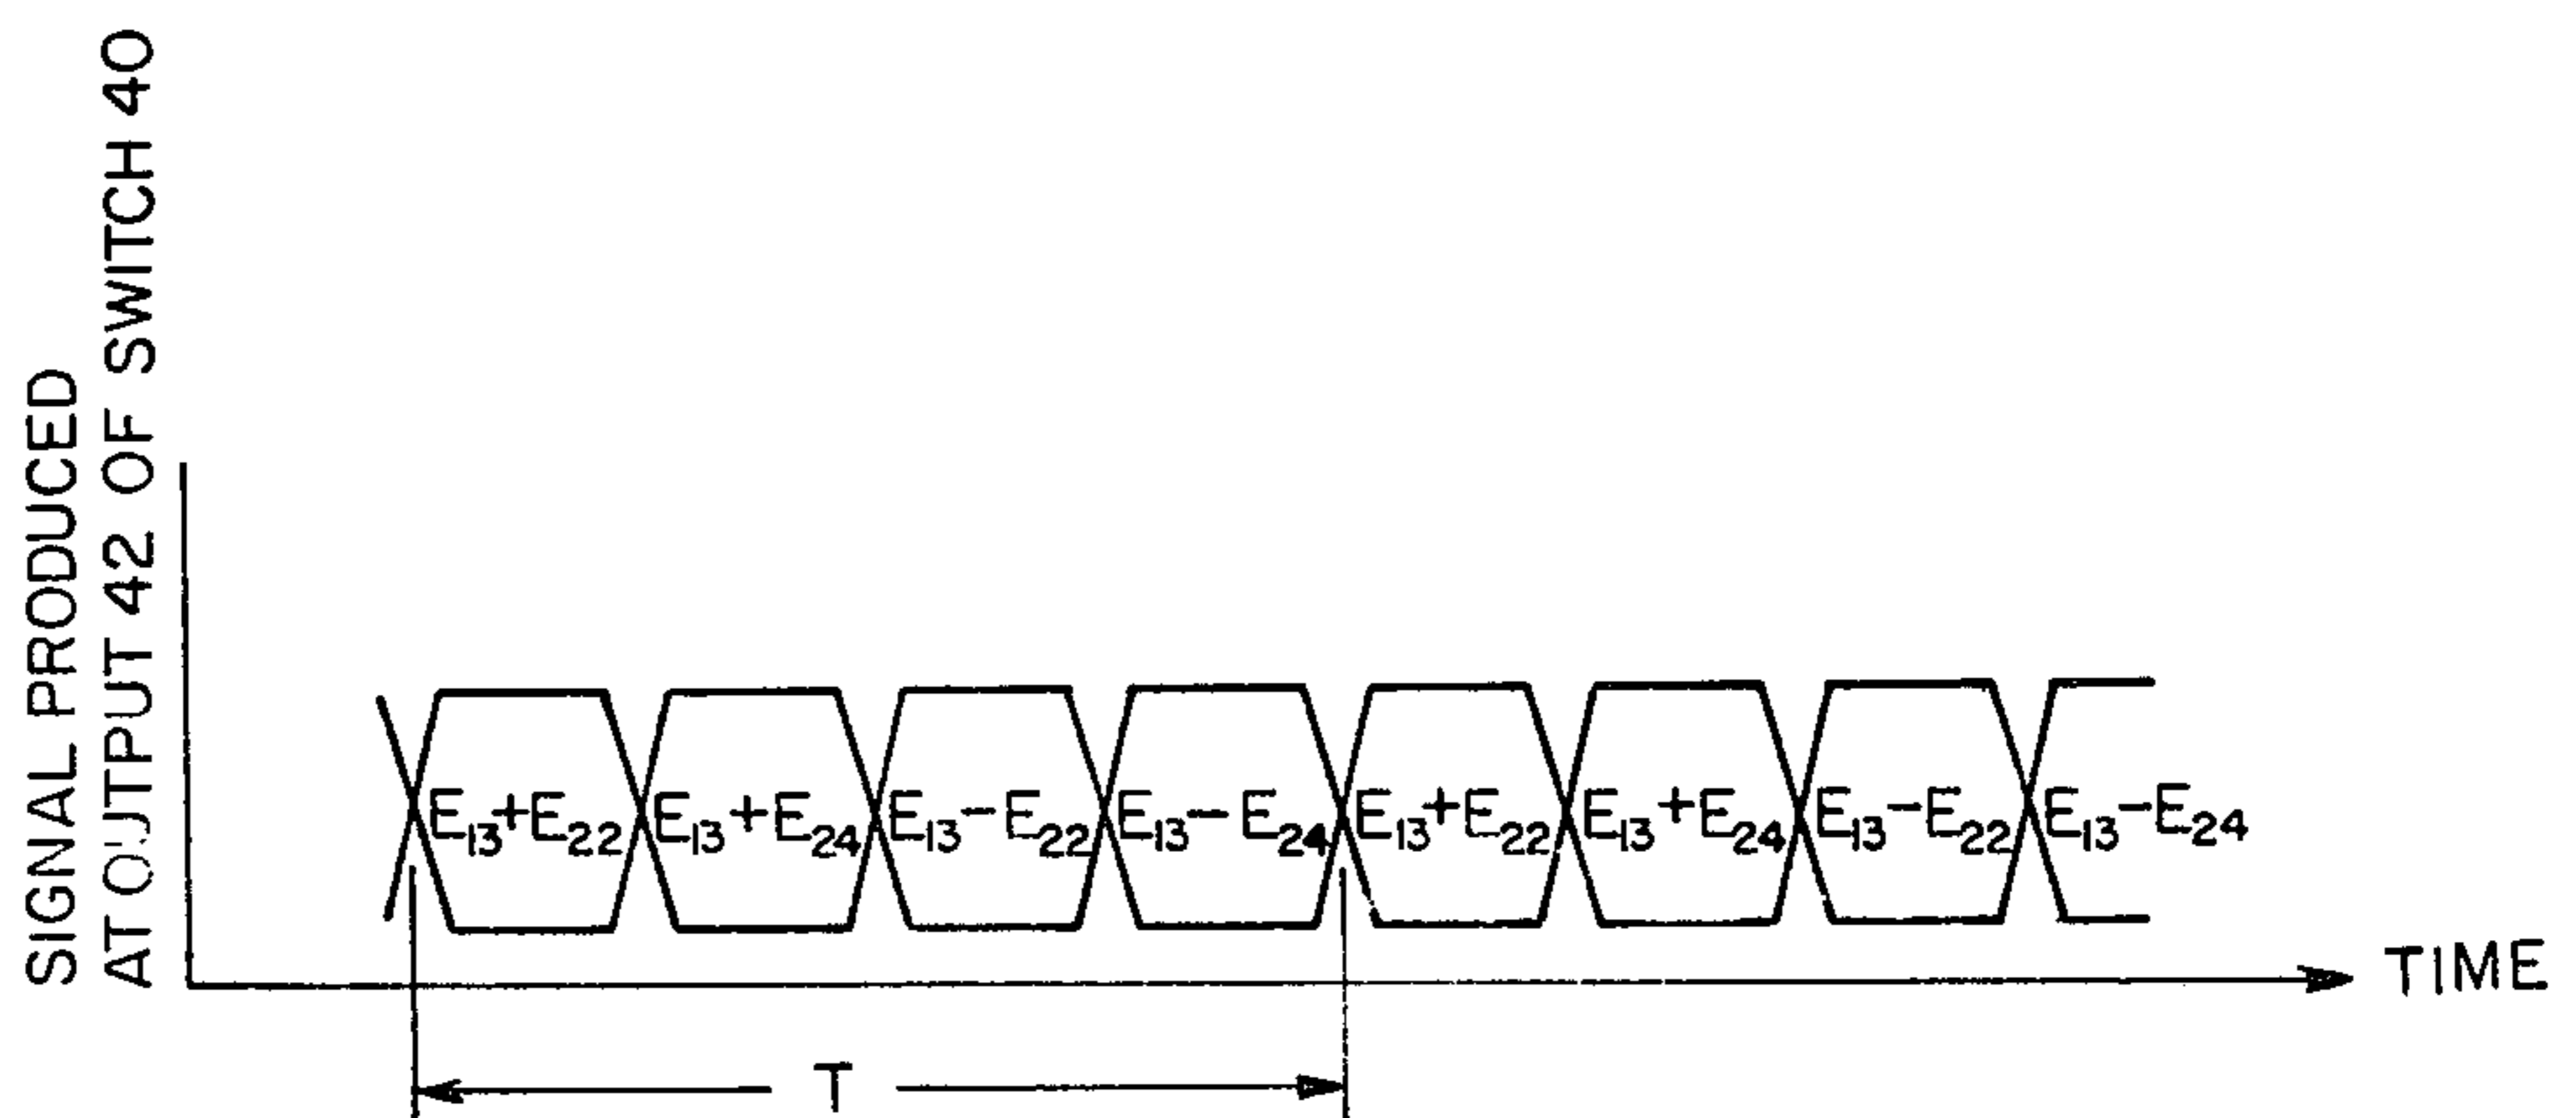 SIGNAL PRODUCED
AT OUTPUT 42 OF SWITCH 40
E₁₃+E₂₂ E₁₃+E₂₄ E₁₃−E₂₂ E₁₃−E₂₄ E₁₃+E₂₂ E₁₃+E₂₄ E₁₃−E₂₂ E₁₃−E₂₄
TIME
T